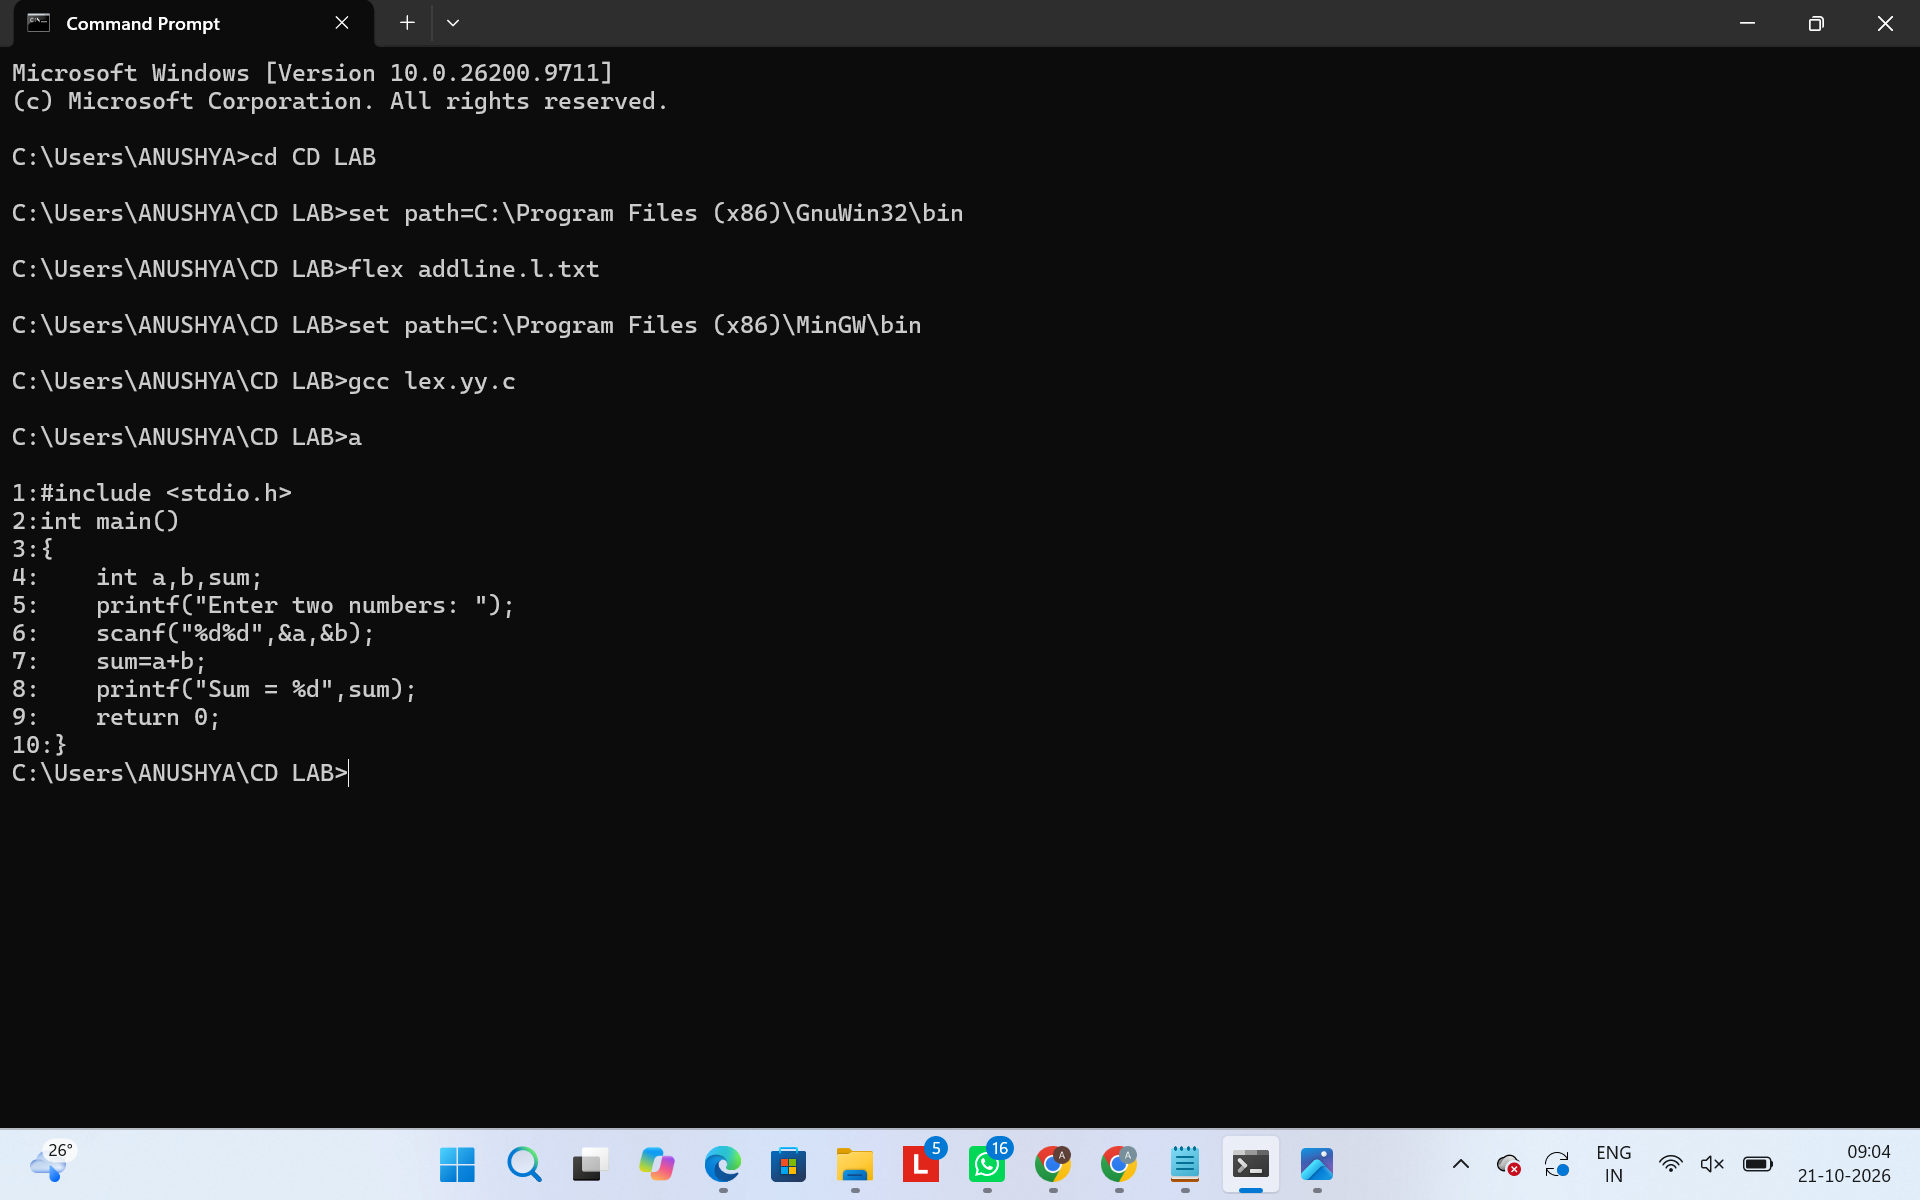 Command Prompt
Microsoft Windows [Version 10.0.26200.9711]
(c) Microsoft Corporation. All rights reserved.
C:\Users\ANUSHYA>cd CD LAB
C:\Users\ANUSHYA\CD LAB>set path=C:\Program Files (x86)\GnuWin32\bin
C:\Users\ANUSHYA\CD LAB>flex addline.l.txt
C:\Users\ANUSHYA\CD LAB>set path=C:\Program Files (x86)\MinGW\bin
C:\Users\ANUSHYA\CD LAB>gcc lex.yy.c
C:\Users\ANUSHYA\CD LAB>a
1:#include <stdio.h>
2:int main()
3:{
4:    int a,b,sum;
5:    printf("Enter two numbers: ");
6:    scanf("%d%d",&a,&b);
7:    sum=a+b;
8:    printf("Sum = %d",sum);
9:    return 0;
10:}
C:\Users\ANUSHYA\CD LAB>
26°
L 5
16
A
A
ENG
IN
09:04
21-10-2026